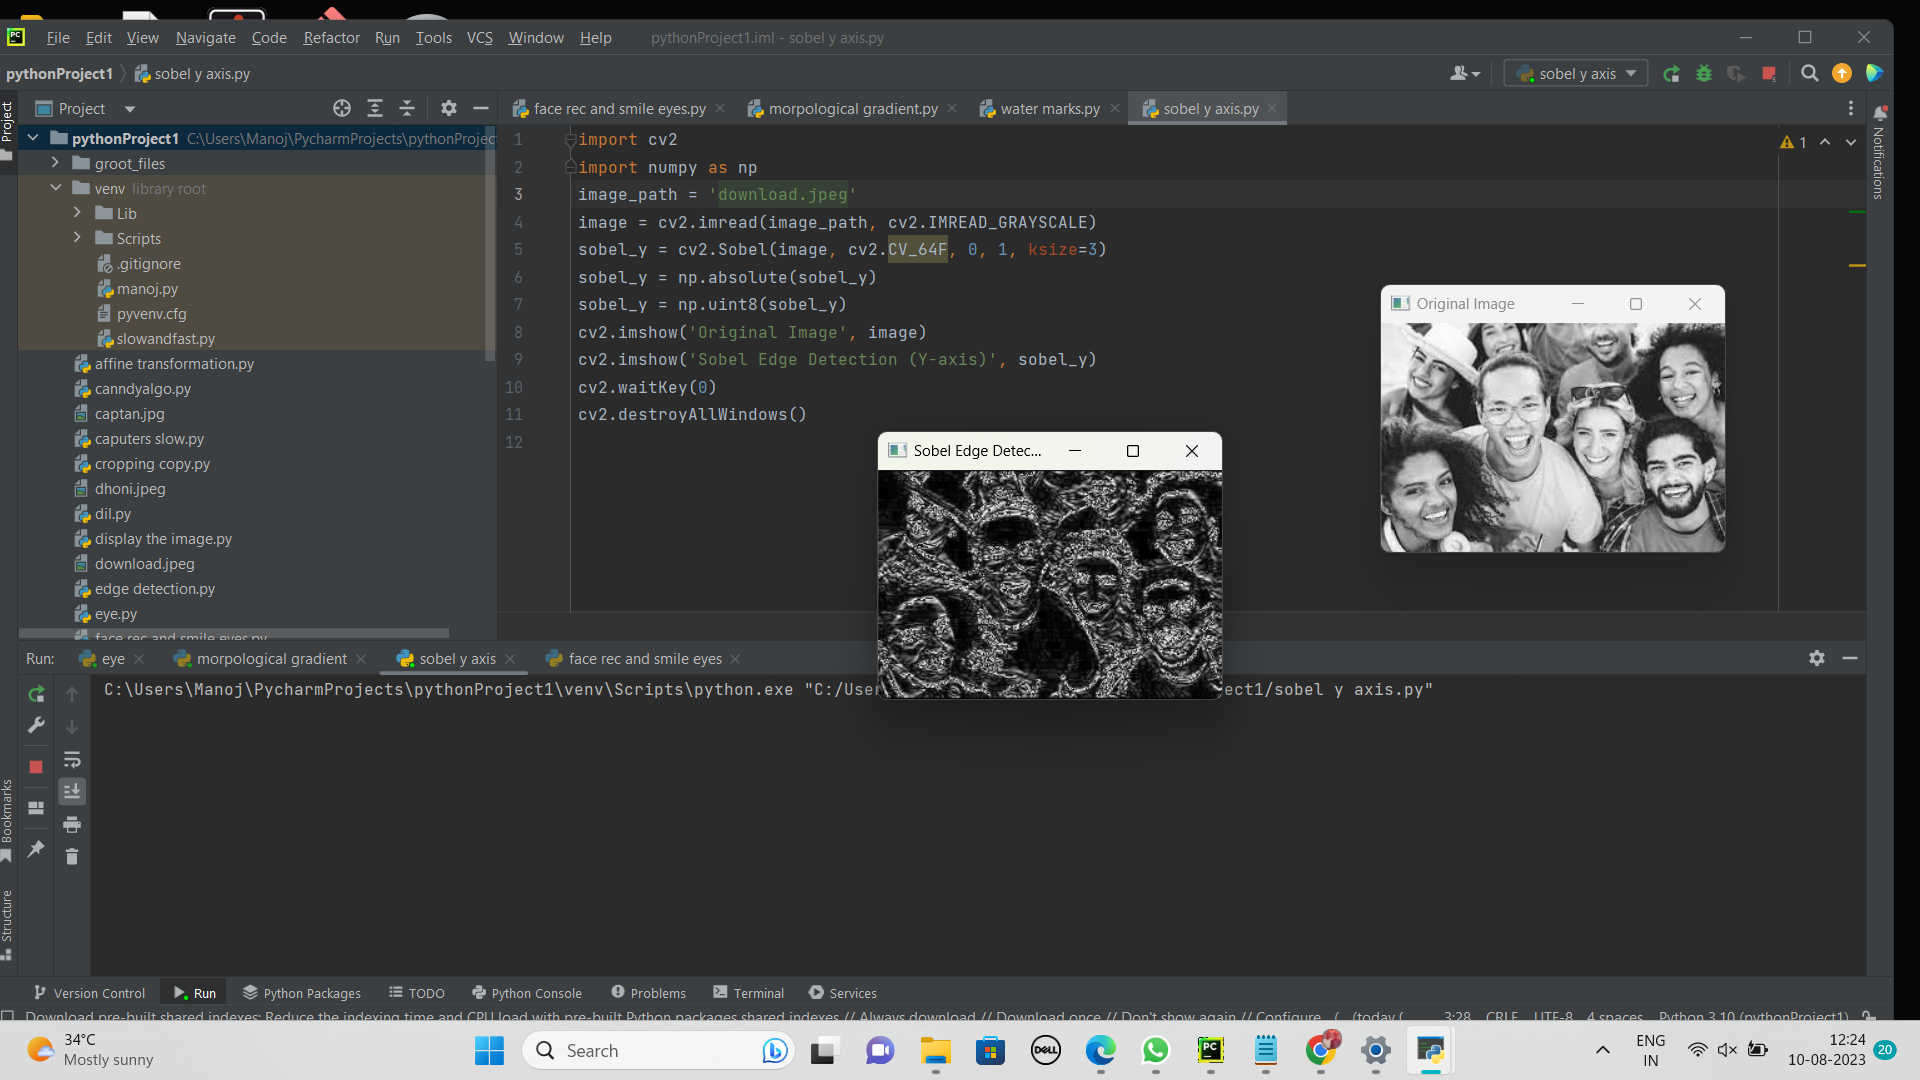 PC File Edit View Navigate Code Refactor Run Tools VCS Window Help pythonProject1.iml - sobel y axis.py
pythonProject1 sobel y axis.py sobel y axis
Project
Project face rec and smile eyes.py morpological gradient.py water marks.py sobel y axis.py
Notifications
pythonProject1 C:\Users\Manoj\PycharmProjects\pythonProjec
groot_files
venv library root
Lib
Scripts
.gitignore
manoj.py
pyvenv.cfg
slowandfast.py
affine transformation.py
canndyalgo.py
captan.jpg
caputers slow.py
cropping copy.py
dhoni.jpeg
dil.py
display the image.py
download.jpeg
edge detection.py
eye.py
face rec and smile eyes.py
1 import cv2
2 import numpy as np
3 image_path = 'download.jpeg'
4 image = cv2.imread(image_path, cv2.IMREAD_GRAYSCALE)
5 sobel_y = cv2.Sobel(image, cv2.CV_64F, 0, 1, ksize=3)
6 sobel_y = np.absolute(sobel_y)
7 sobel_y = np.uint8(sobel_y)
8 cv2.imshow('Original Image', image)
9 cv2.imshow('Sobel Edge Detection (Y-axis)', sobel_y)
10 cv2.waitKey(0)
11 cv2.destroyAllWindows()
12
1
Original Image
Sobel Edge Detec...
Run: eye morpological gradient sobel y axis face rec and smile eyes
C:\Users\Manoj\PycharmProjects\pythonProject1\venv\Scripts\python.exe "C:/User ect1/sobel y axis.py"
Bookmarks
Structure
Version Control Run Python Packages TODO Python Console Problems Terminal Services
Download pre-built shared indexes: Reduce the indexing time and CPU load with pre-built Python packages shared indexes // Always download // Download once // Don't show again // Configure... (today 3:28 CRLF UTF-8 4 spaces Python 3.10 (pythonProject1)
34°C
Mostly sunny
Search
DELL
PC
ENG
IN
12:24
10-08-2023
20